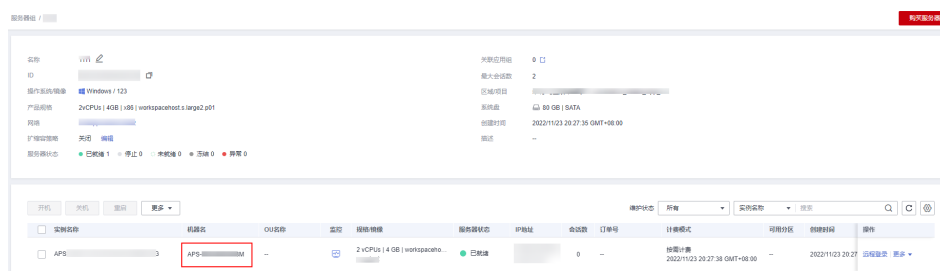 服务器组 /
购买服务器
名称
关联应用组 0
ID
最大会话数 2
操作系统/镜像 Windows / 123
区域/项目
产品规格 2vCPUs | 4GB | x86 | workspacehost.s.large2.p01
系统盘 80 GB | SATA
网络
创建时间 2022/11/23 20:27:35 GMT+08:00
扩缩容策略 关闭 编辑
描述 --
服务器状态 已就绪 1 停止 0 未就绪 0 冻结 0 异常 0
开机 关机 重启 更多 维护状态 所有 实例名称 搜索
实例名称 机器名 OU名称 监控 规格/镜像 服务器状态 IP地址 会话数 订单号 计费模式 可用分区 创建时间 操作
APS APS- M -- 2 vCPUs | 4 GB | workspaceho... 已就绪 0 -- 按需计费 -- 2022/11/23 20:27 远程登录 更多
2022/11/23 20:27:38 GMT+08:00